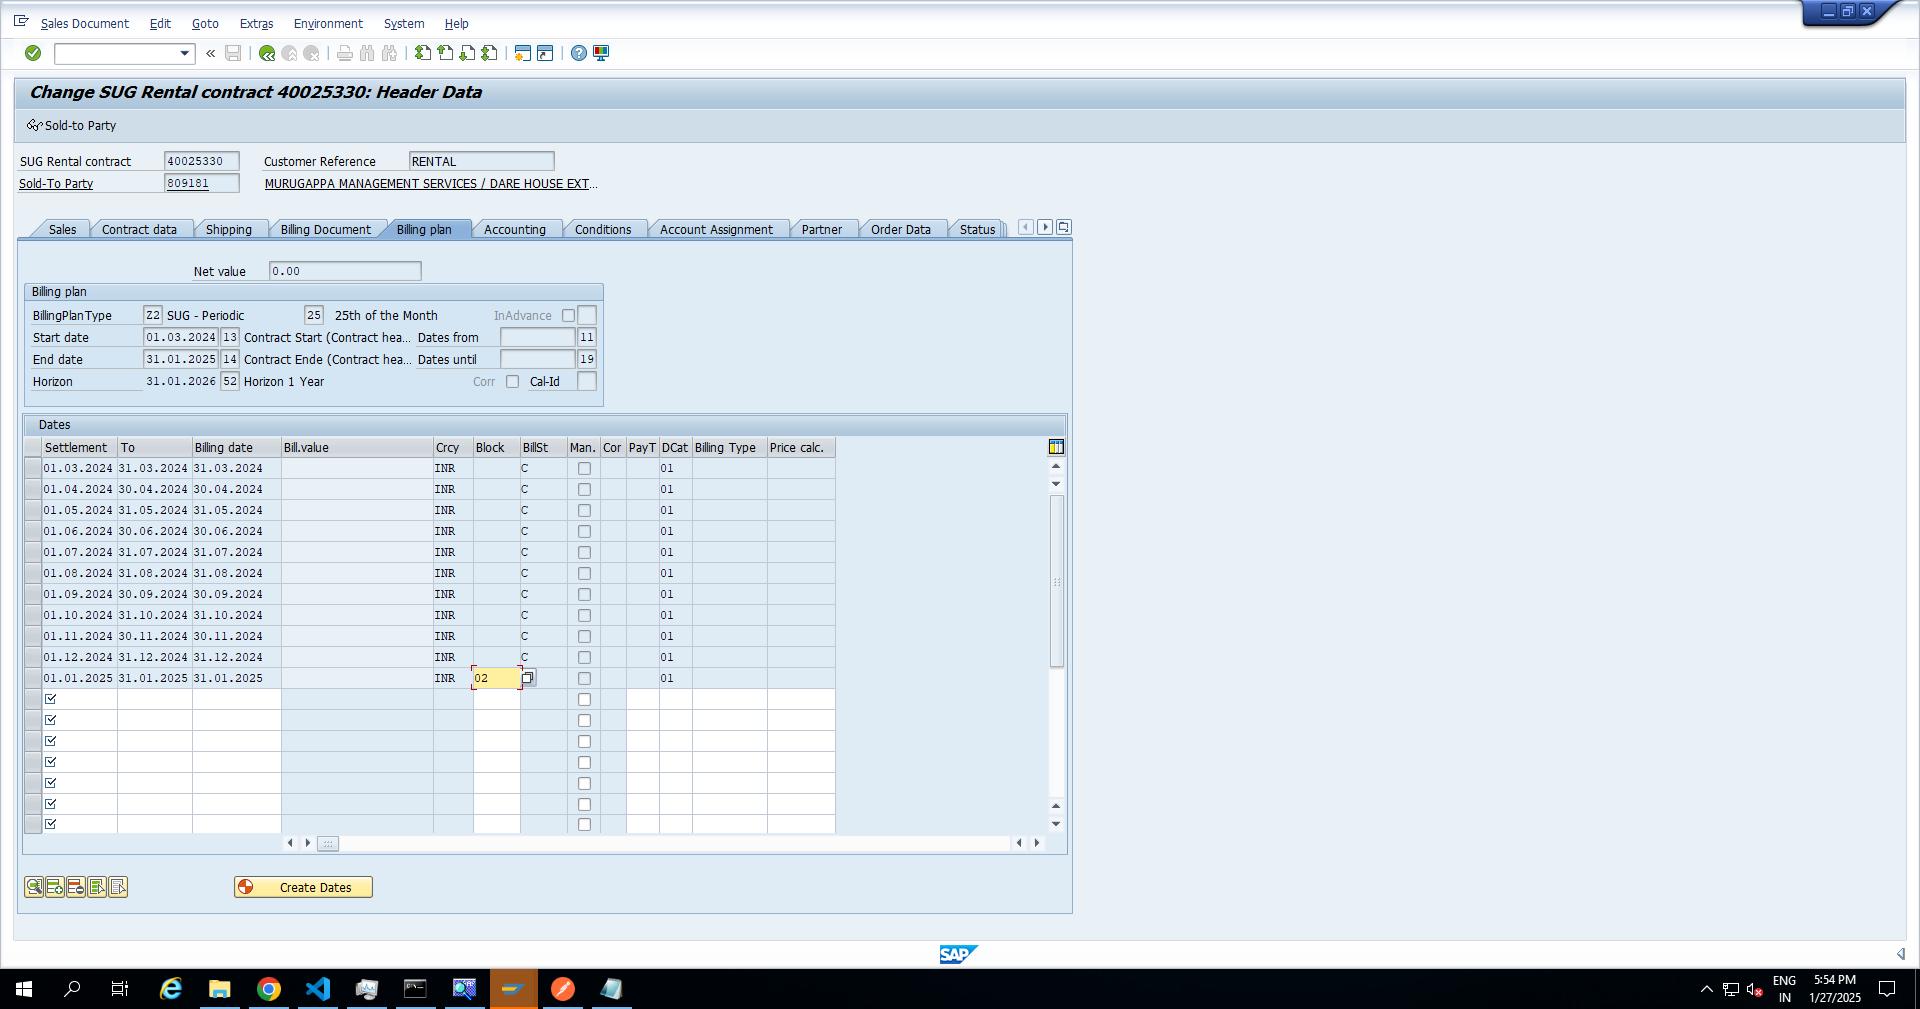 Sales Document Edit Goto Extras Environment System Help
Change SUG Rental contract 40025330: Header Data
Sold-to Party
SUG Rental contract 40025330 Customer Reference RENTAL
Sold-To Party 809181 MURUGAPPA MANAGEMENT SERVICES / DARE HOUSE EXT...
Sales Contract data Shipping Billing Document Billing plan Accounting Conditions Account Assignment Partner Order Data Status
Net value 0.00
Billing plan
BillingPlanType Z2 SUG - Periodic 25 25th of the Month InAdvance
Start date 01.03.2024 13 Contract Start (Contract hea... Dates from 11
End date 31.01.2025 14 Contract Ende (Contract hea... Dates until 19
Horizon 31.01.2026 52 Horizon 1 Year Corr Cal-Id
Dates
Settlement To Billing date Bill.value Crcy Block BillSt Man. Cor PayT DCat Billing Type Price calc.
01.03.2024 31.03.2024 31.03.2024 INR C 01
01.04.2024 30.04.2024 30.04.2024 INR C 01
01.05.2024 31.05.2024 31.05.2024 INR C 01
01.06.2024 30.06.2024 30.06.2024 INR C 01
01.07.2024 31.07.2024 31.07.2024 INR C 01
01.08.2024 31.08.2024 31.08.2024 INR C 01
01.09.2024 30.09.2024 30.09.2024 INR C 01
01.10.2024 31.10.2024 31.10.2024 INR C 01
01.11.2024 30.11.2024 30.11.2024 INR C 01
01.12.2024 31.12.2024 31.12.2024 INR C 01
01.01.2025 31.01.2025 31.01.2025 INR 02 01
Create Dates
SAP
ENG 5:54 PM
IN 1/27/2025